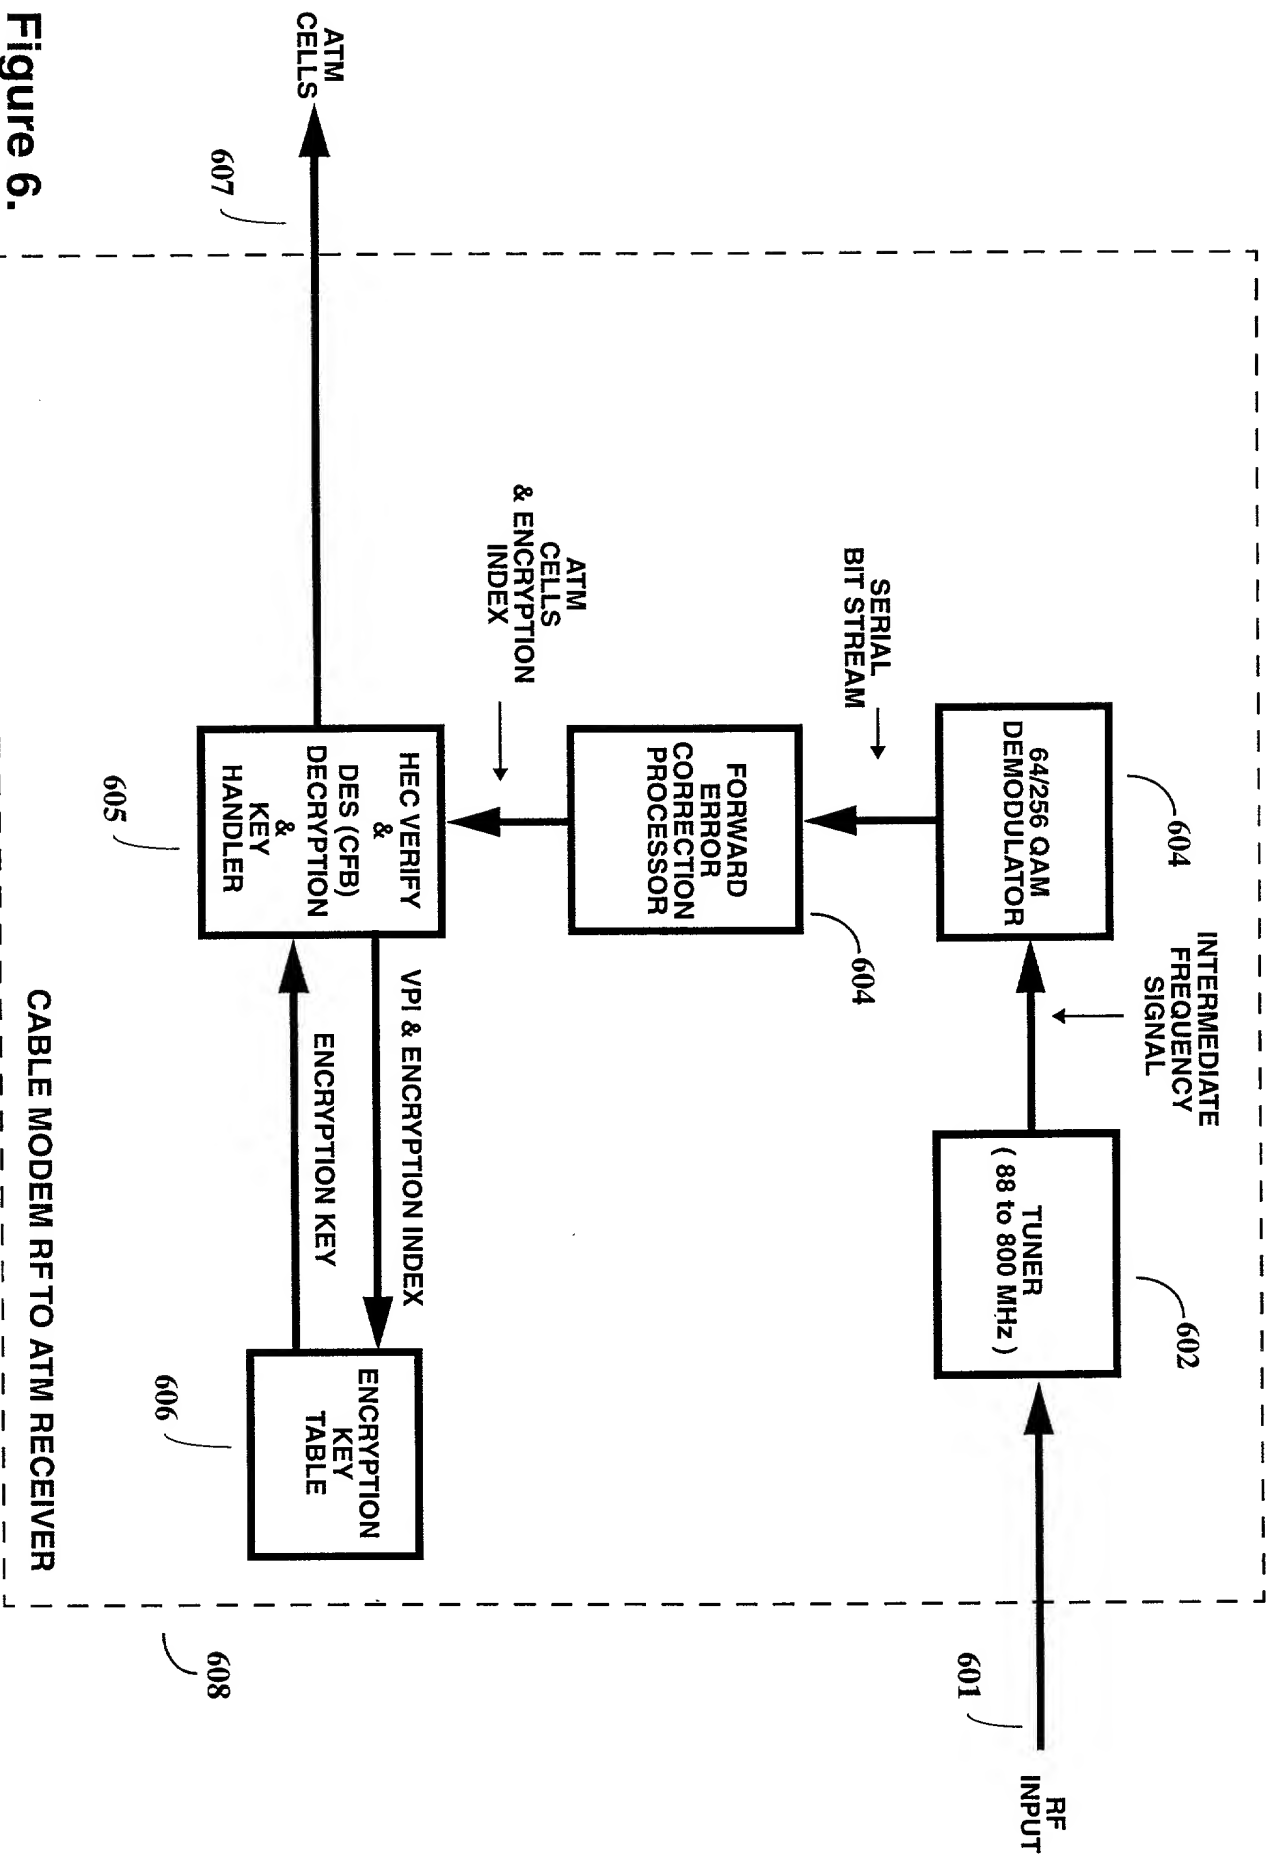 RF
INPUT
601
TUNER
( 88 to 800 MHz )
602
INTERMEDIATE
FREQUENCY
SIGNAL
64/256 QAM
DEMODULATOR
604
SERIAL
BIT STREAM
FORWARD
ERROR
CORRECTION
PROCESSOR
604
ATM
CELLS
& ENCRYPTION
INDEX
HEC VERIFY
&
DES (CFB)
DECRYPTION
&
KEY
HANDLER
605
VPI & ENCRYPTION INDEX
ENCRYPTION KEY
ENCRYPTION
KEY
TABLE
606
ATM
CELLS
607
CABLE MODEM RF TO ATM RECEIVER
608
Figure 6.